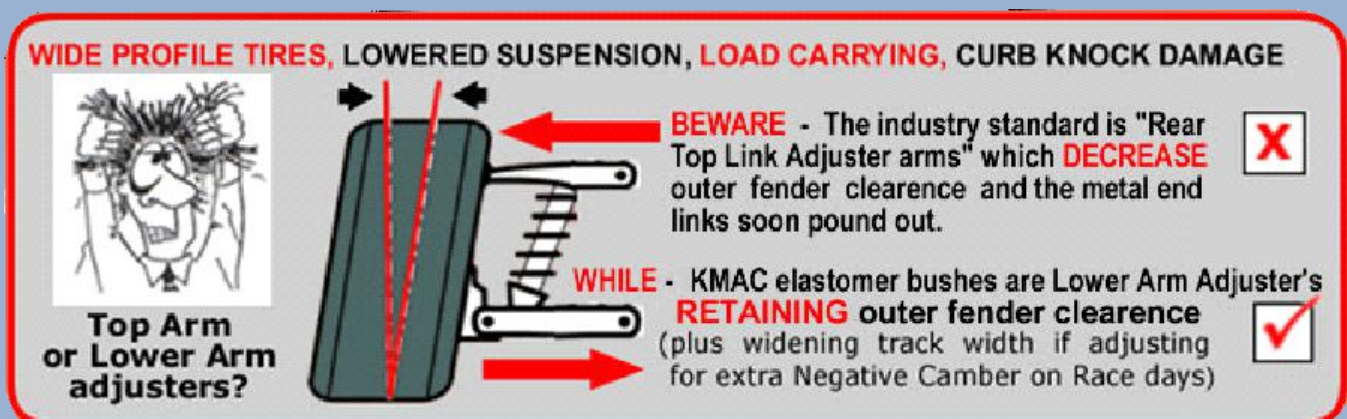 WIDE PROFILE TIRES, LOWERED SUSPENSION, LOAD CARRYING, CURB KNOCK DAMAGE
BEWARE - The industry standard is "Rear
Top Link Adjuster arms" which DECREASE
outer fender clearence and the metal end
links soon pound out.
X
WHILE - KMAC elastomer bushes are Lower Arm Adjuster's
RETAINING outer fender clearence
(plus widening track width if adjusting
for extra Negative Camber on Race days)
Top Arm
or Lower Arm
adjusters?